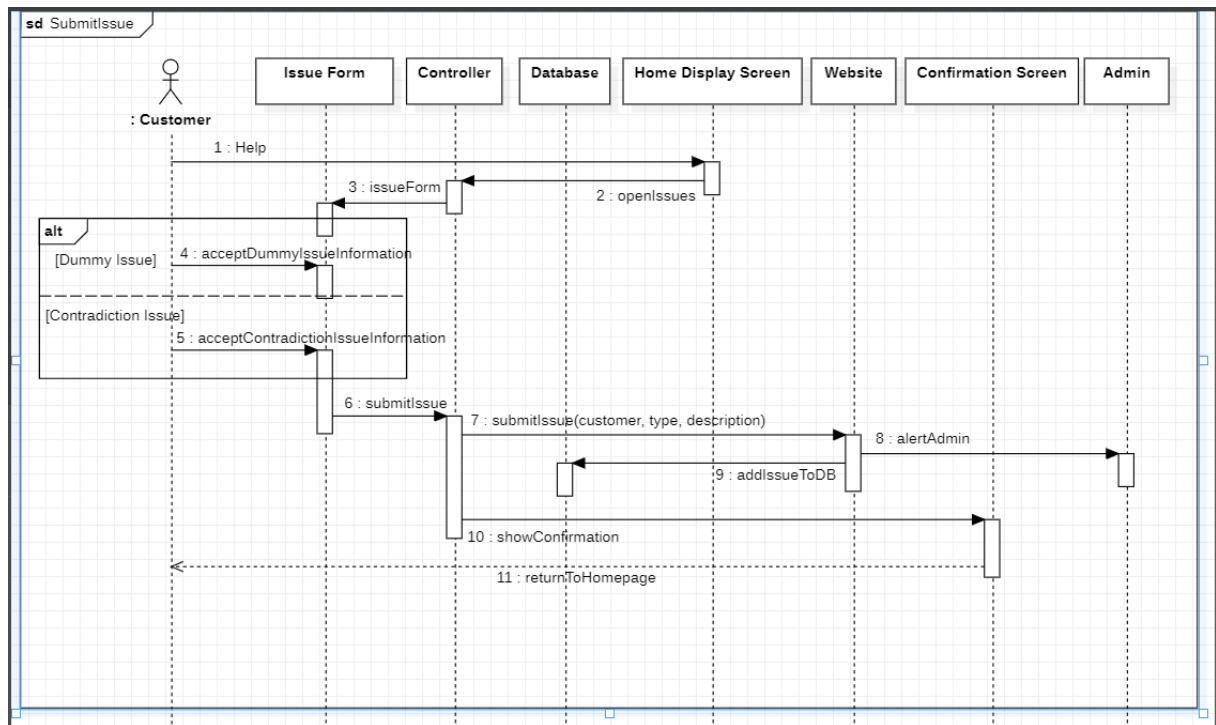 sd SubmitIssue
Issue Form
Controller
Database
Home Display Screen
Website
Confirmation Screen
Admin
: Customer
1 : Help
3 : issueForm
2 : openIssues
alt
[Dummy Issue]
4 : acceptDummyIssueInformation
[Contradiction Issue]
5 : acceptContradictionIssueInformation
6 : submitIssue
7 : submitIssue(customer, type, description)
8 : alertAdmin
9 : addIssueToDB
10 : showConfirmation
11 : returnToHomepage